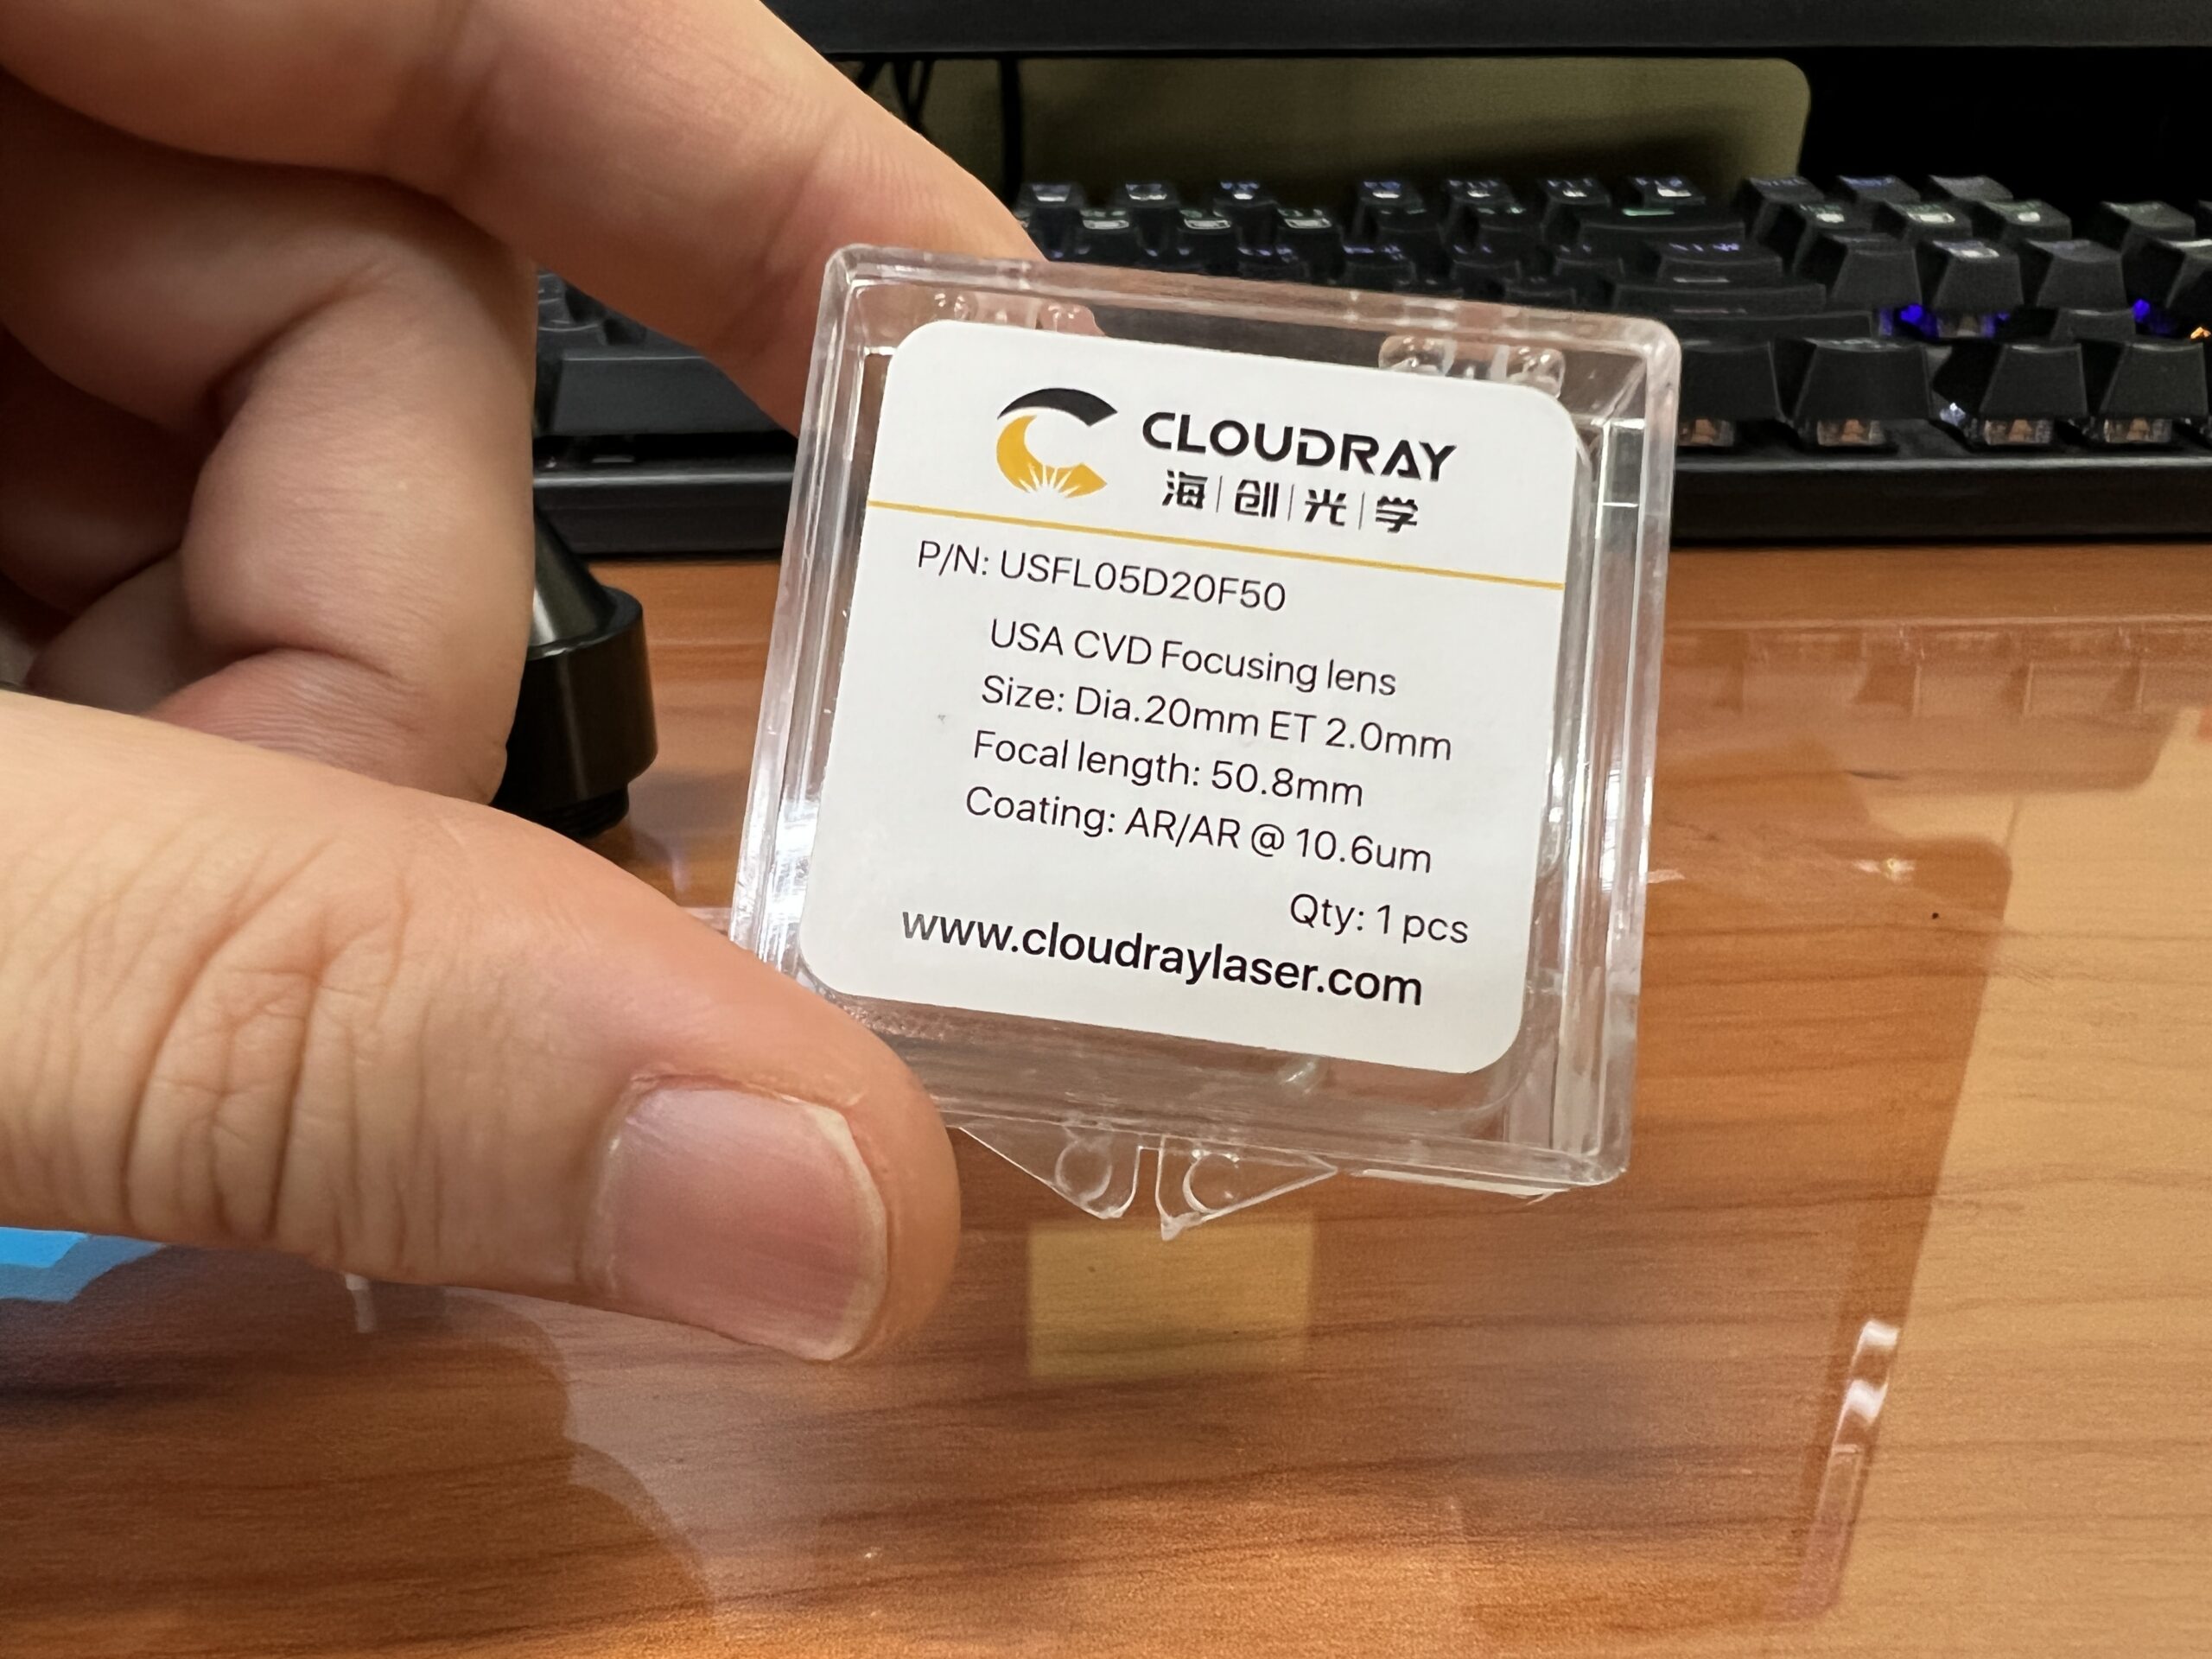 CLOUDRAY
海|创|光|学
P/N: USFL05D20F50
USA CVD Focusing lens
Size: Dia.20mm ET 2.0mm
Focal length: 50.8mm
Coating: AR/AR @ 10.6um
Qty: 1 pcs
www.cloudraylaser.com